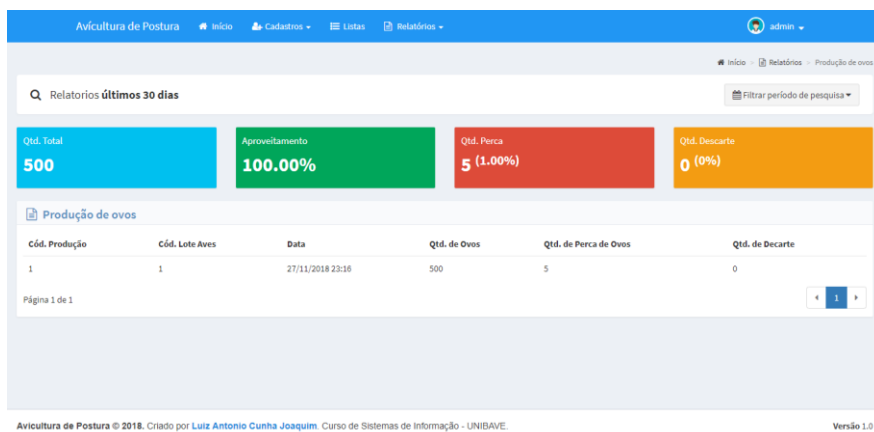 Avícultura de Postura Início Cadastros Listas Relatórios admin
Início > Relatórios > Produção de ovos
Relatorios últimos 30 dias Filtrar período de pesquisa
Qtd. Total Aproveitamento Qtd. Perca Qtd. Descarte
500 100.00% 5 (1.00%) 0 (0%)
Produção de ovos
Cód. Produção Cód. Lote Aves Data Qtd. de Ovos Qtd. de Perca de Ovos Qtd. de Decarte
1 1 27/11/2018 23:16 500 5 0
Página 1 de 1 1
Avicultura de Postura © 2018. Criado por Luiz Antonio Cunha Joaquim. Curso de Sistemas de Informação - UNIBAVE. Versão 1.0